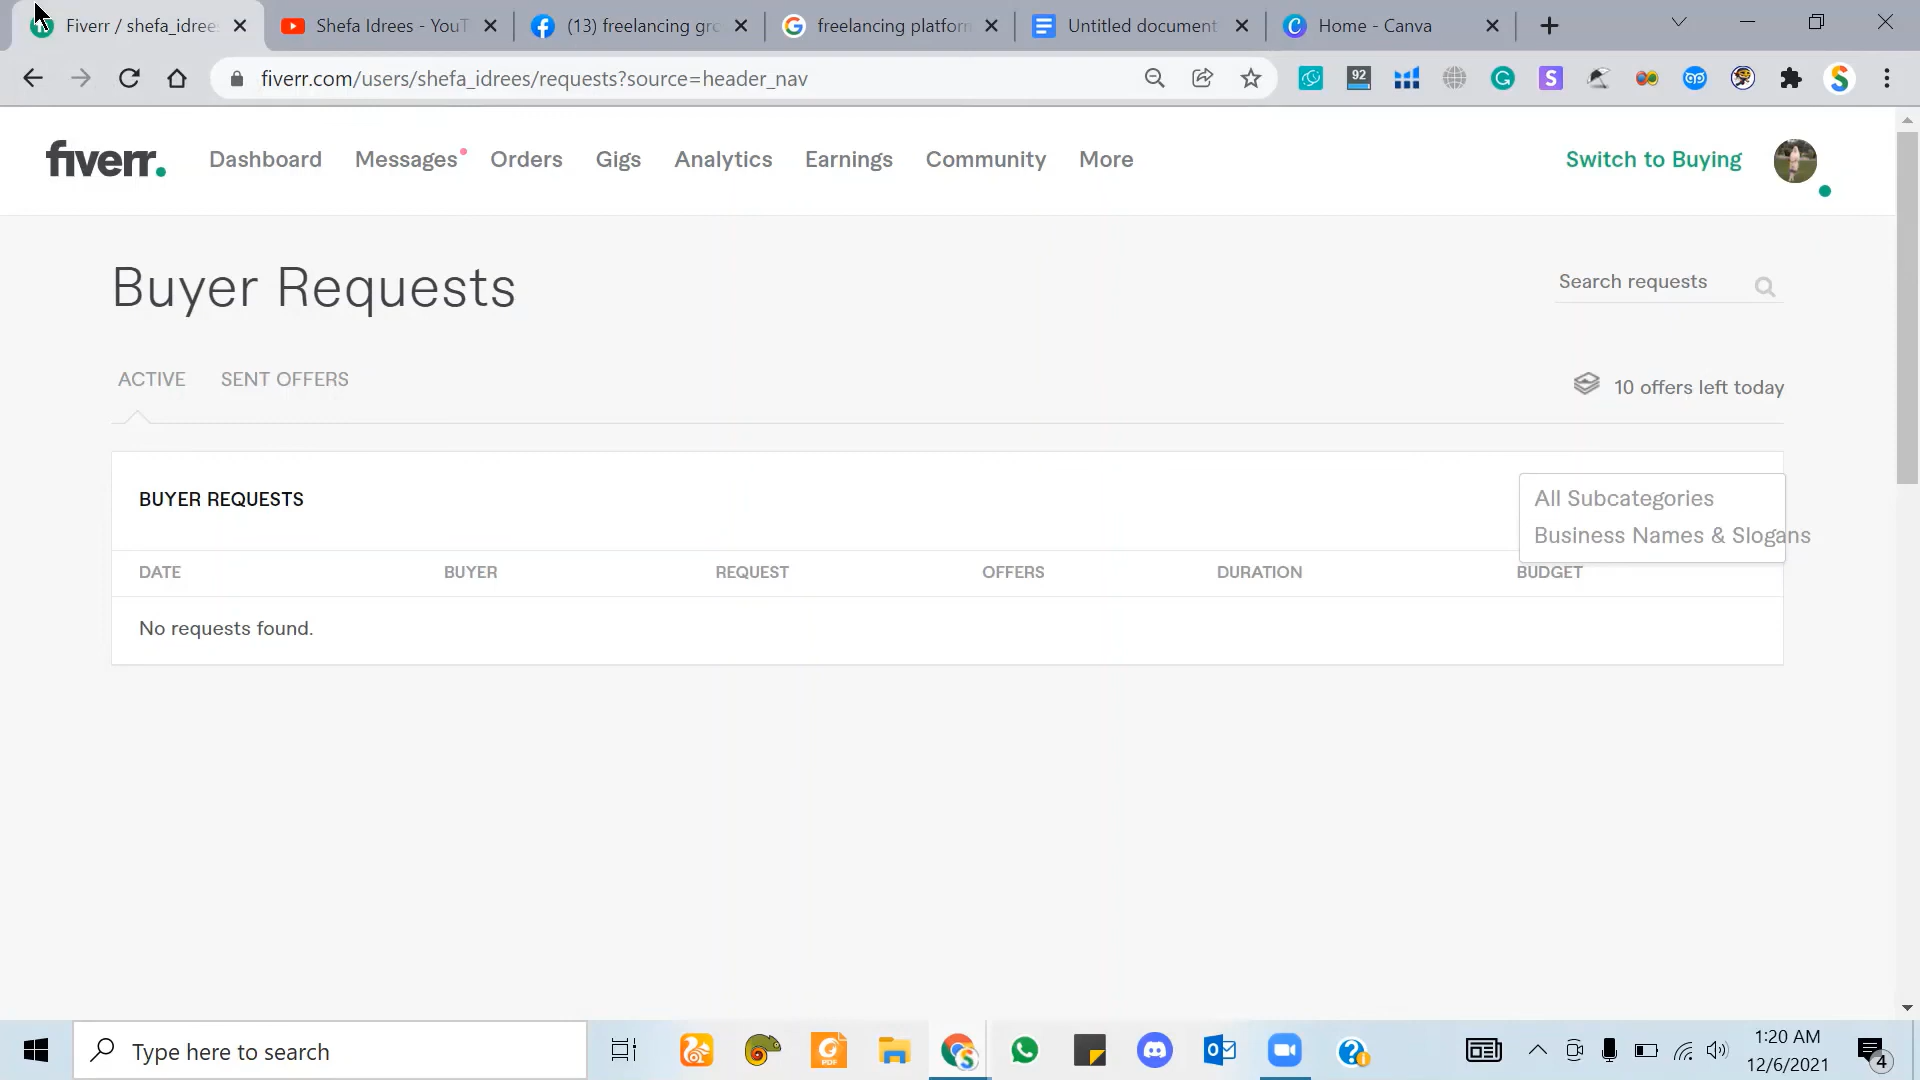 Fiverr / shefa_idree
Shefa Idrees - YouT
(13) freelancing gro
freelancing platforn
Untitled document
Home - Canva
fiverr.com/users/shefa_idrees/requests?source=header_nav
92
fiverr.
Dashboard
Messages
Orders
Gigs
Analytics
Earnings
Community
More
Switch to Buying
Buyer Requests
Search requests
ACTIVE
SENT OFFERS
10 offers left today
BUYER REQUESTS
All Subcategories
Business Names & Slogans
DATE
BUYER
REQUEST
OFFERS
DURATION
BUDGET
No requests found.
Type here to search
PDF
1:20 AM
12/6/2021
4